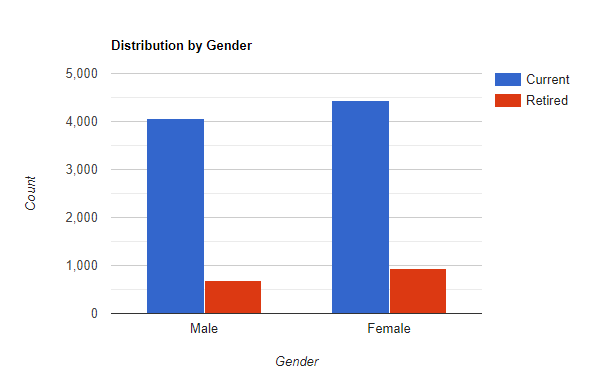 Distribution by Gender
5,000
4,000
3,000
2,000
1,000
0
Count
Male
Female
Gender
Current
Retired